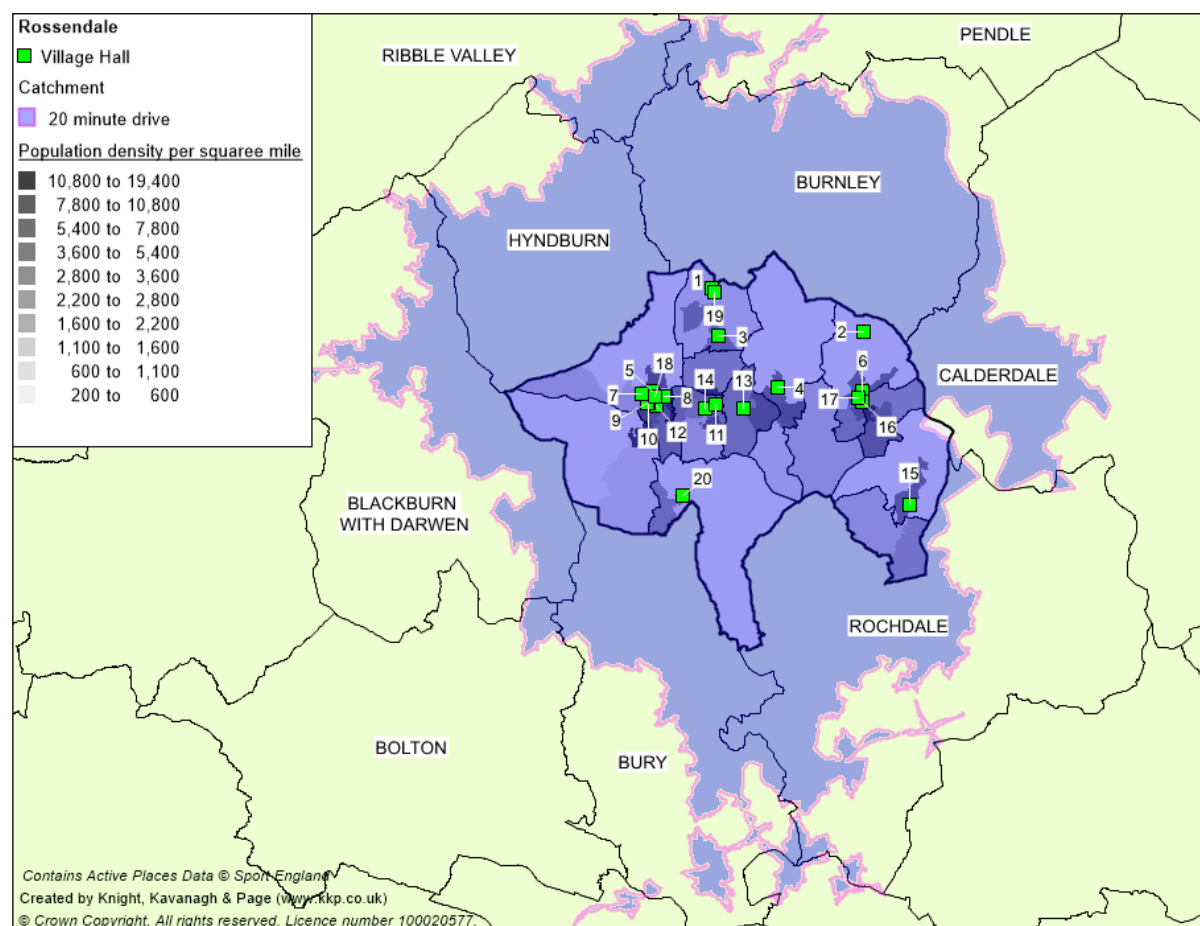 Rossendale
Village Hall
Catchment
20 minute drive
Population density per squaree mile
10,800 to 19,400
7,800 to 10,800
5,400 to 7,800
3,600 to 5,400
2,800 to 3,600
2,200 to 2,800
1,600 to 2,200
1,100 to 1,600
600 to 1,100
200 to 600
PENDLE
RIBBLE VALLEY
BURNLEY
HYNDBURN
1
19
3
2
CALDERDALE
5
18
6
14
13
7
8
4
17
9
10
12
11
16
15
20
BLACKBURN
WITH DARWEN
ROCHDALE
BOLTON
BURY
Contains Active Places Data © Sport England
Created by Knight, Kavanagh & Page (www.kkp.co.uk)
© Crown Copyright. All rights reserved. Licence number 100020577.